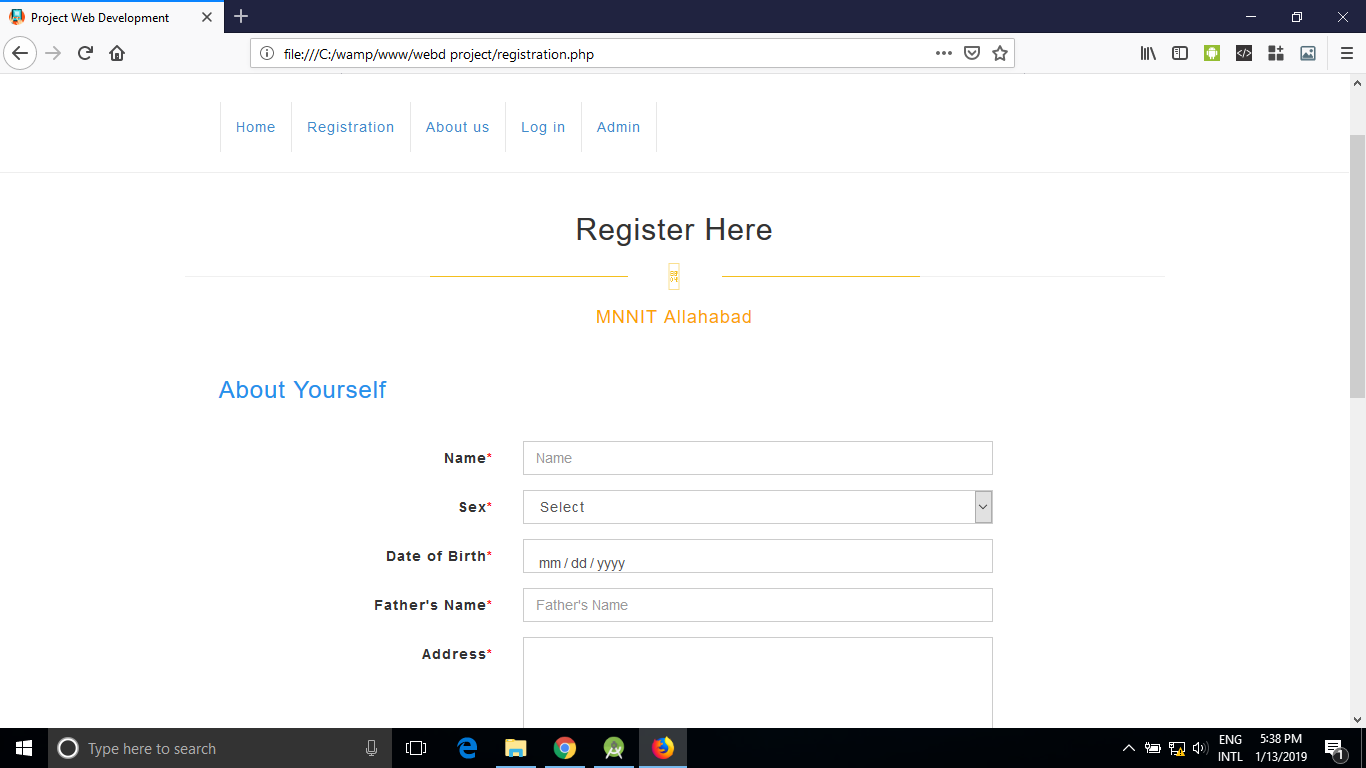 Project Web Development
file:///C:/wamp/www/webd project/registration.php
Home Registration About us Log in Admin
Register Here
MNNIT Allahabad
About Yourself
Name* Name
Sex* Select
Date of Birth* mm / dd / yyyy
Father's Name* Father's Name
Address*
Type here to search
ENG 5:38 PM
INTL 1/13/2019
1